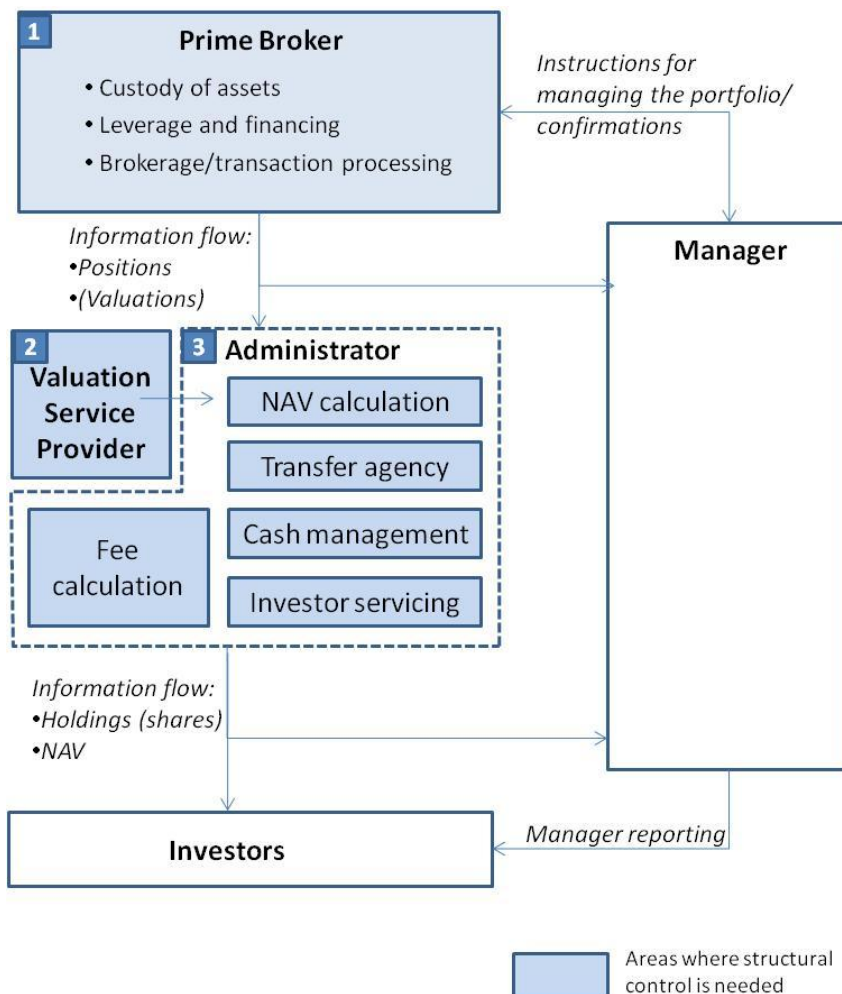 1
Prime Broker
• Custody of assets
• Leverage and financing
• Brokerage/transaction processing
Instructions for
managing the portfolio/
confirmations
Information flow:
•Positions
•(Valuations)
Manager
2
Valuation
Service
Provider
3
Administrator
NAV calculation
Transfer agency
Cash management
Investor servicing
Fee
calculation
Information flow:
•Holdings (shares)
•NAV
Investors
Manager reporting
Areas where structural
control is needed